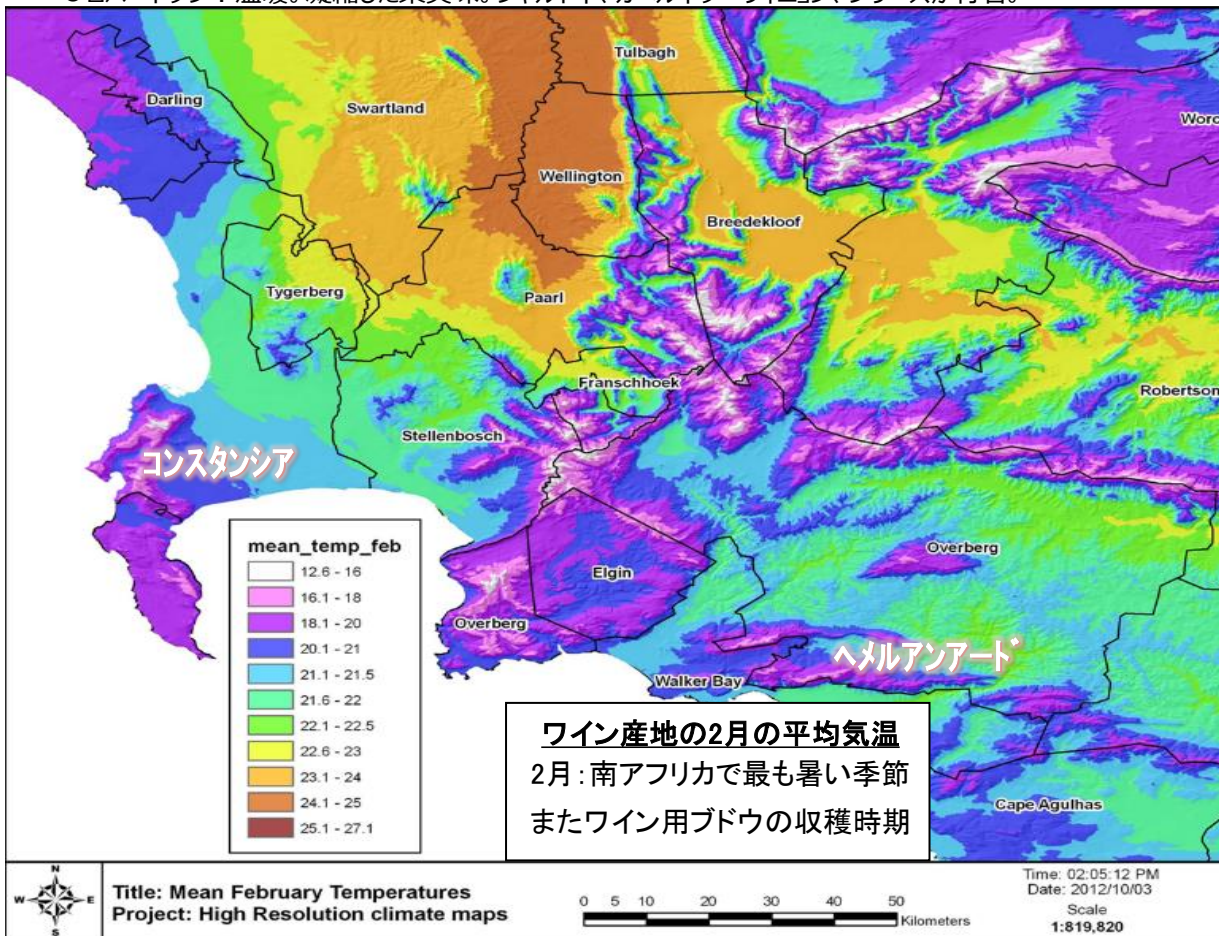 Darling
Swartland
Tulbagh
Worc
Wellington
Breedekloof
Tygerberg
Paarl
Franschhoek
Robertson
Stellenbosch
コンスタンシア
Overberg
Elgin
Overberg
ヘメルアンアード
Walker Bay
Cape Agulhas
mean_temp_feb
12.6 - 16
16.1 - 18
18.1 - 20
20.1 - 21
21.1 - 21.5
21.6 - 22
22.1 - 22.5
22.6 - 23
23.1 - 24
24.1 - 25
25.1 - 27.1
ワイン産地の2月の平均気温
2月:南アフリカで最も暑い季節
またワイン用ブドウの収穫時期
N
W E
S
Title: Mean February Temperatures
Project: High Resolution climate maps
0 5 10 20 30 40 50
Kilometers
Time: 02:05:12 PM
Date: 2012/10/03
Scale
1:819,820